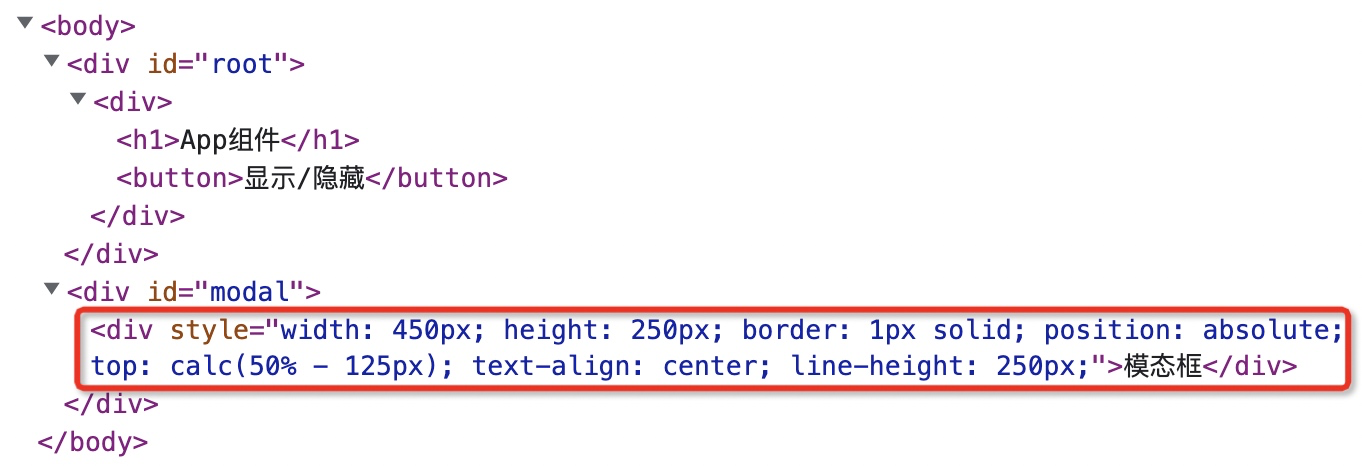 <body>
<div id="root">
<div>
<h1>App组件</h1>
<button>显示/隐藏</button>
</div>
</div>
<div id="modal">
<div style="width: 450px; height: 250px; border: 1px solid; position: absolute;
top: calc(50% - 125px); text-align: center; line-height: 250px;">模态框</div>
</div>
</body>